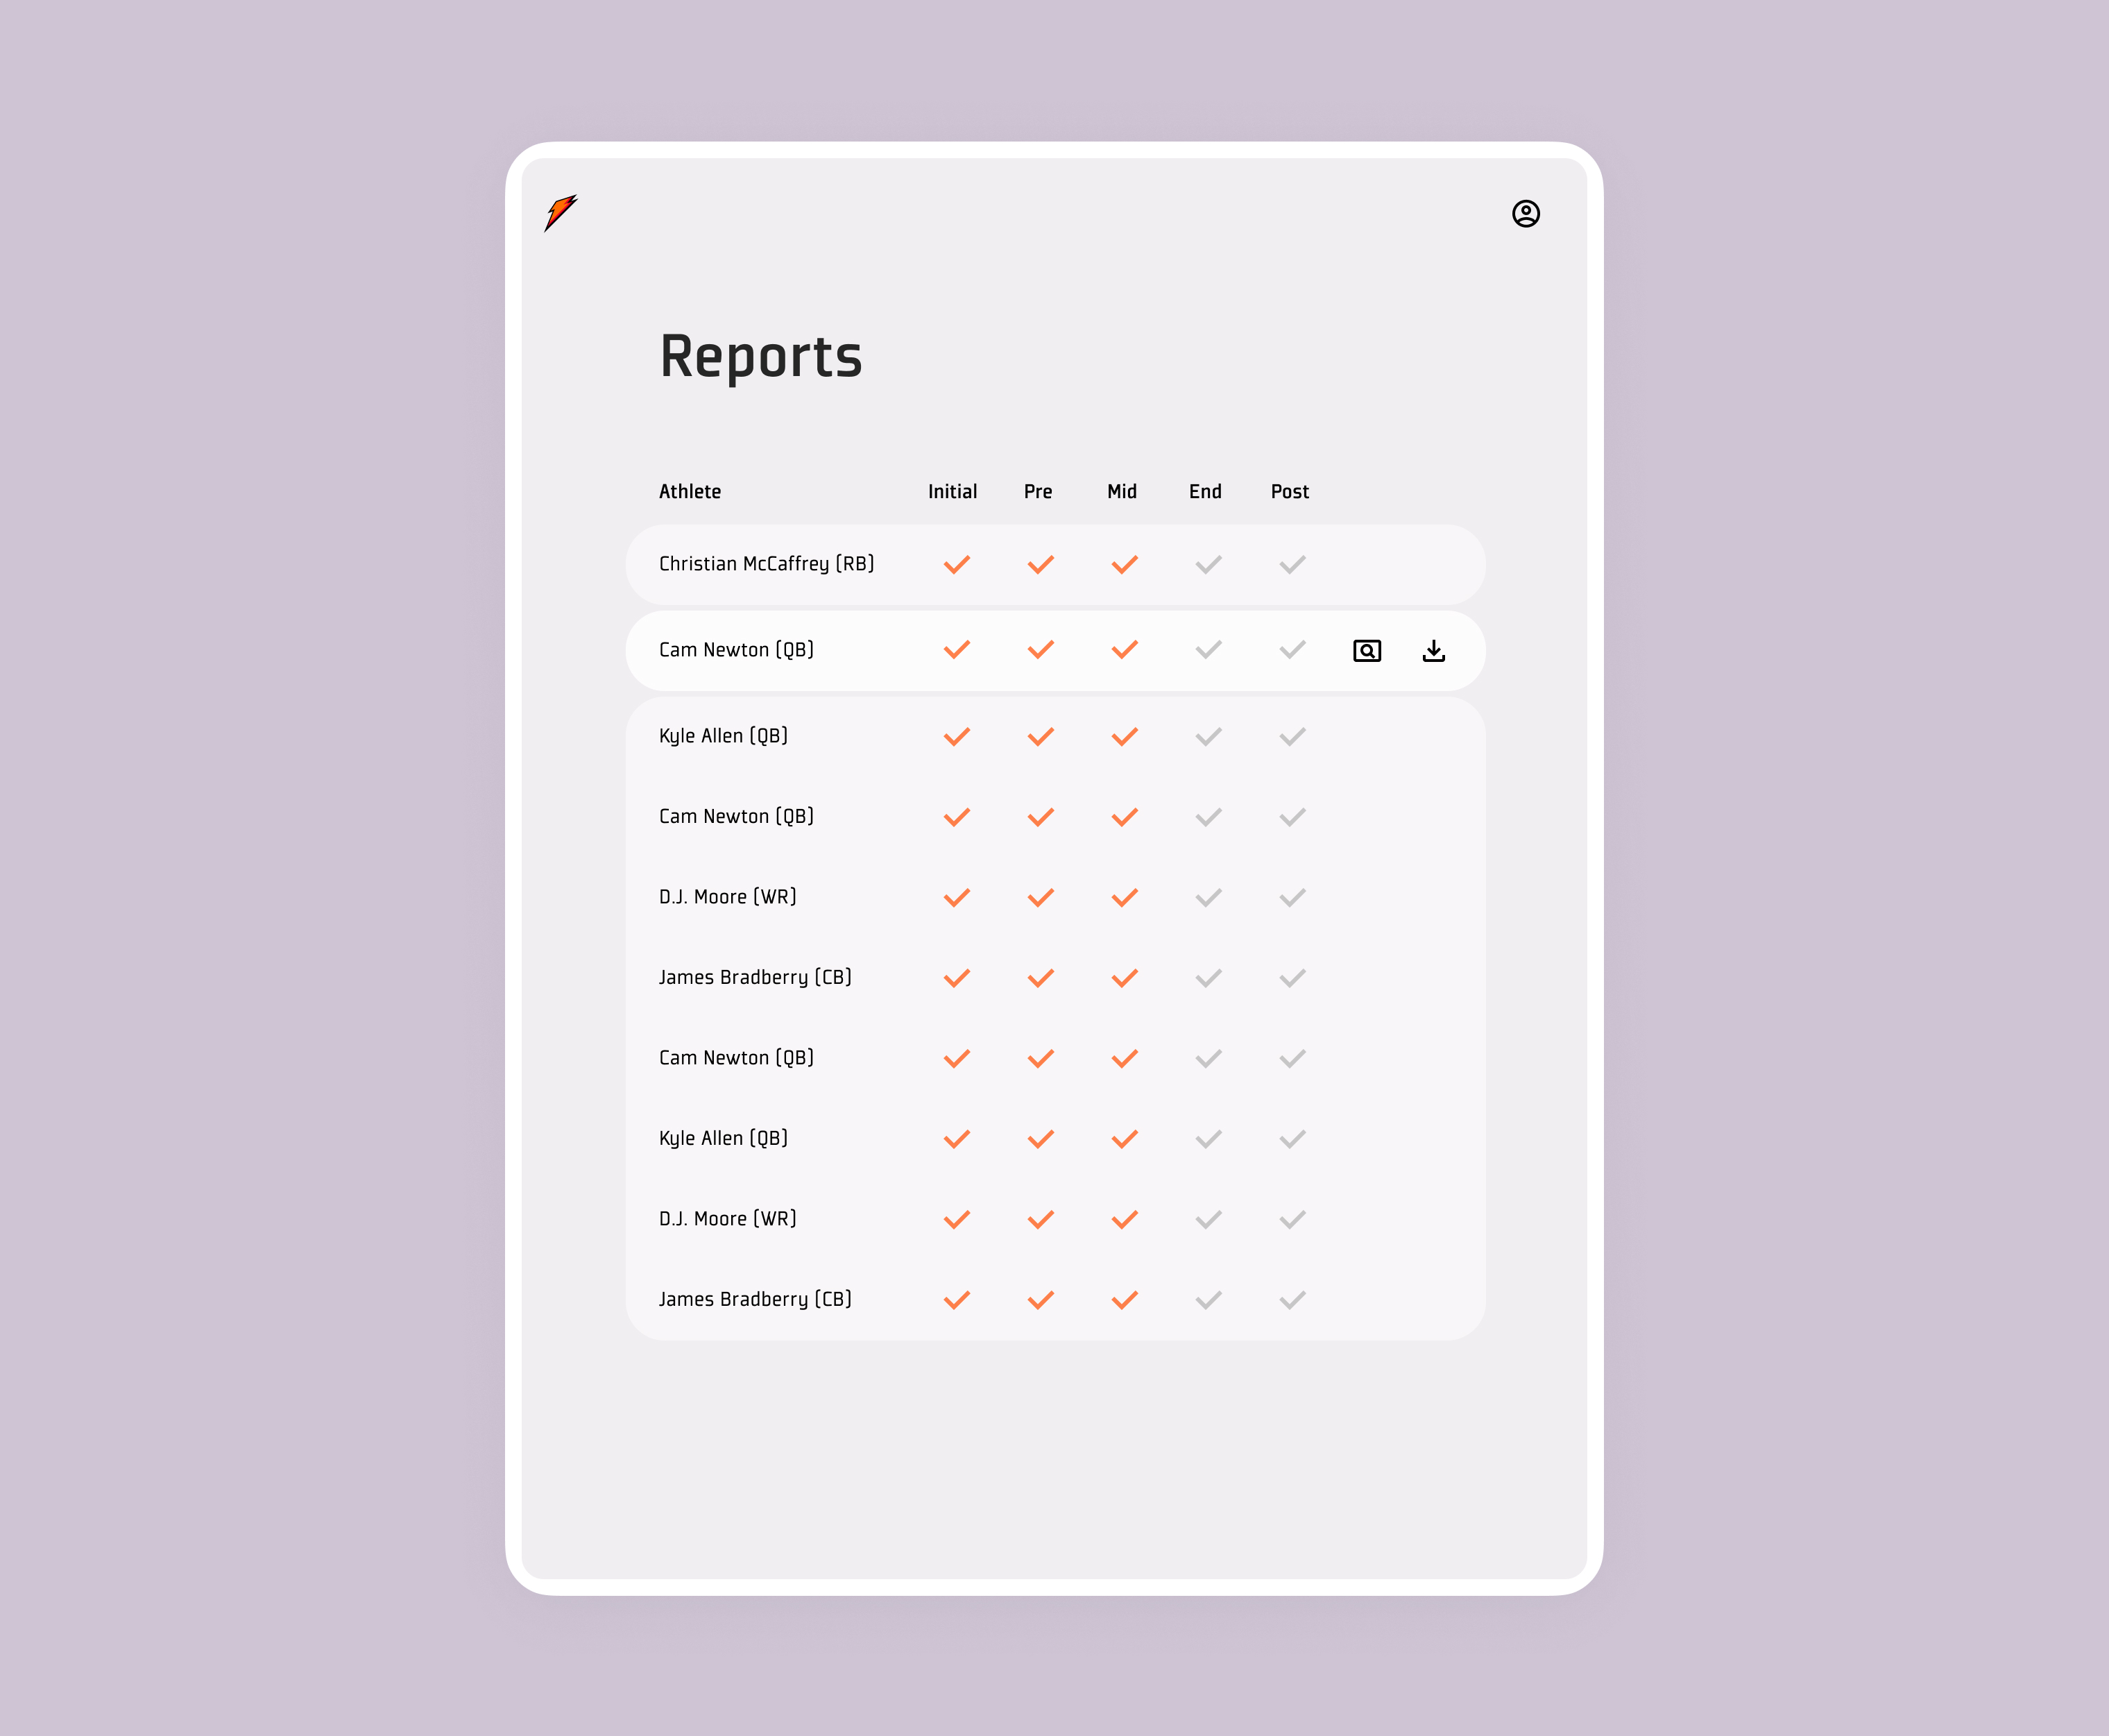 Reports
Athlete Initial Pre Mid End Post
Christian McCaffrey (RB)
Cam Newton (QB)
Kyle Allen (QB)
Cam Newton (QB)
D.J. Moore (WR)
James Bradberry (CB)
Cam Newton (QB)
Kyle Allen (QB)
D.J. Moore (WR)
James Bradberry (CB)